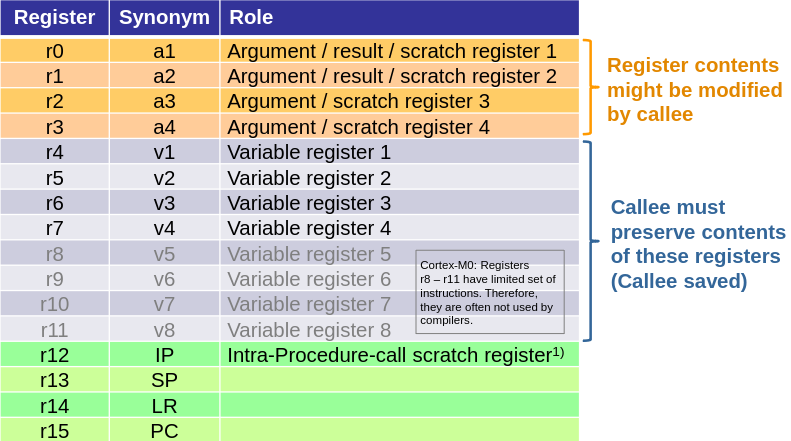 Register Synonym Role
r0 a1 Argument / result / scratch register 1
r1 a2 Argument / result / scratch register 2
r2 a3 Argument / scratch register 3
r3 a4 Argument / scratch register 4
r4 v1 Variable register 1
r5 v2 Variable register 2
r6 v3 Variable register 3
r7 v4 Variable register 4
r8 v5 Variable register 5
r9 v6 Variable register 6
r10 v7 Variable register 7
r11 v8 Variable register 8
r12 IP Intra-Procedure-call scratch register1)
r13 SP
r14 LR
r15 PC
Cortex-M0: Registers
r8 – r11 have limited set of
instructions. Therefore,
they are often not used by
compilers.
Register contents
might be modified
by callee
Callee must
preserve contents
of these registers
(Callee saved)